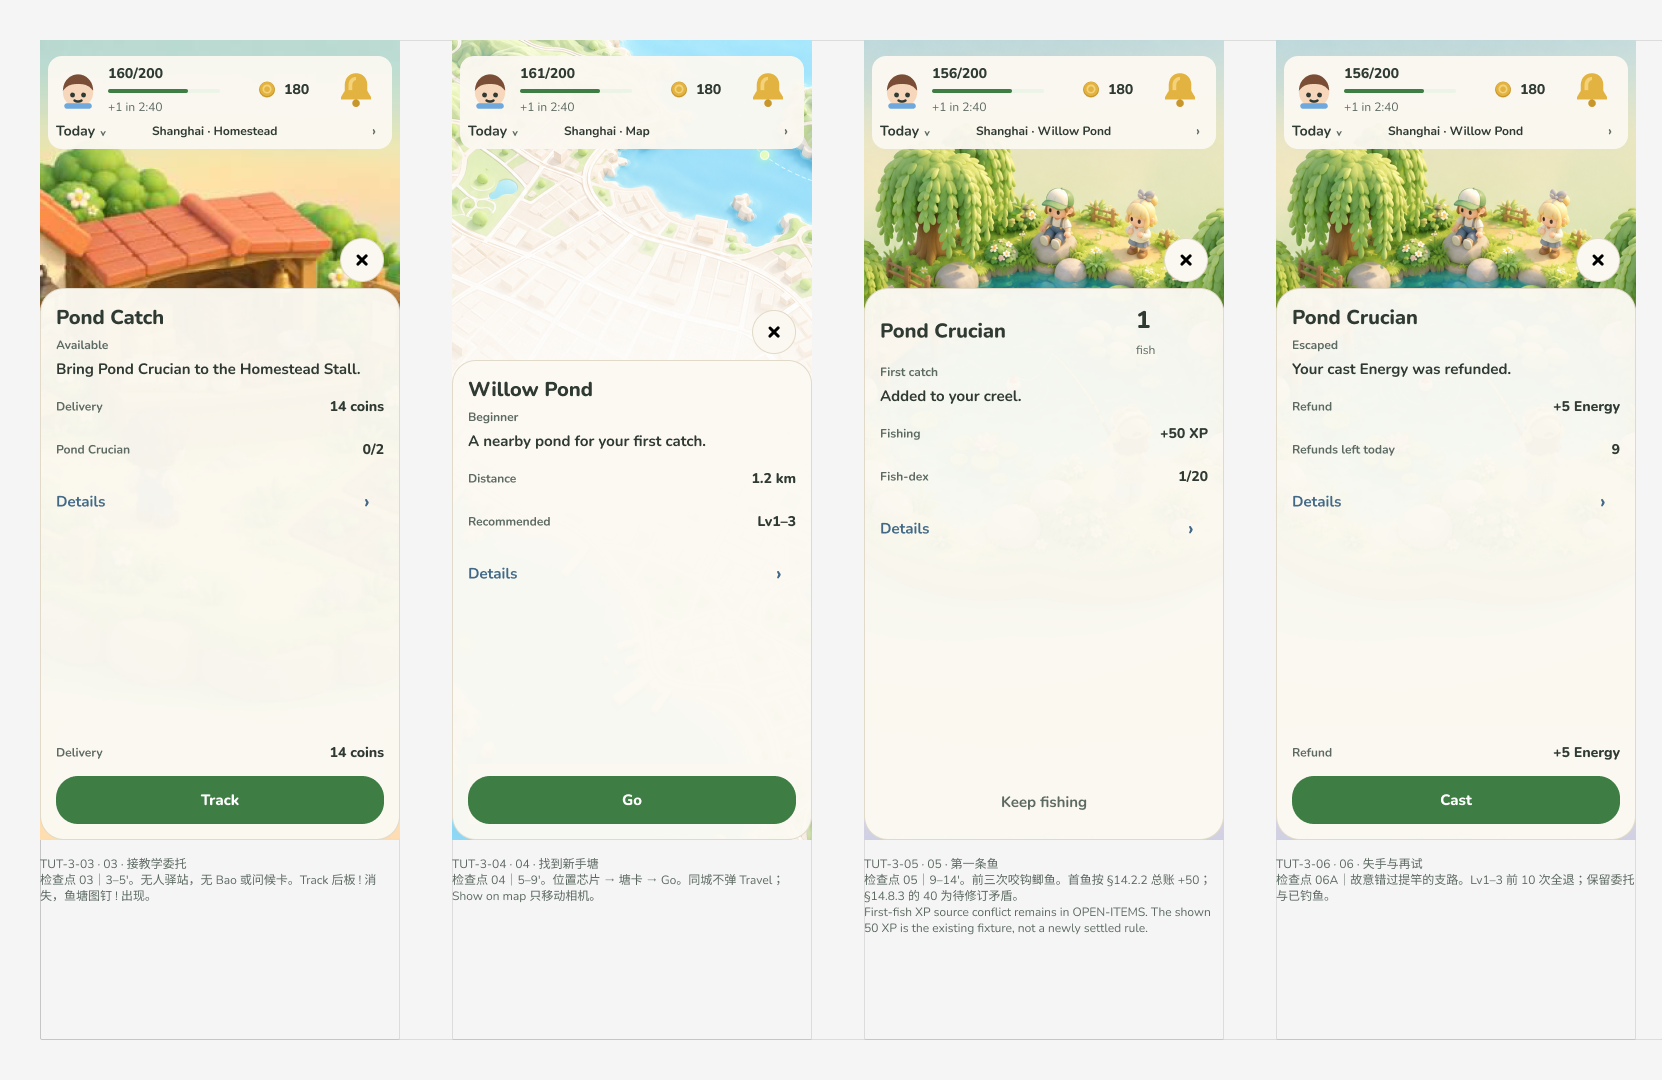 160/200
180
+1 in 2:40
Today
Shanghai · Homestead
Pond Catch
Available
Bring Pond Crucian to the Homestead Stall.
Delivery 14 coins
Pond Crucian 0/2
Details ›
Delivery 14 coins
Track
TUT-3-03 · 03 · 接教学委托
检查点 03｜3–5'。无人驿站，无 Bao 或问候卡。Track 后板 ! 消
失，鱼塘图钉 ! 出现。
161/200
180
+1 in 2:40
Today
Shanghai · Map ›
Willow Pond
Beginner
A nearby pond for your first catch.
Distance 1.2 km
Recommended Lv1–3
Details ›
Go
TUT-3-04 · 04 · 找到新手塘
检查点 04｜5–9'。位置芯片 → 塘卡 → Go。同城不弹 Travel；
Show on map 只移动相机。
156/200
180
+1 in 2:40
Today
Shanghai · Willow Pond ›
Pond Crucian
1
fish
First catch
Added to your creel.
Fishing +50 XP
Fish-dex 1/20
Details ›
Keep fishing
TUT-3-05 · 05 · 第一条鱼
检查点 05｜9–14'。前三次咬钩鲫鱼。首鱼按 §14.2.2 总账 +50；
§14.8.3 的 40 为待修订矛盾。
First-fish XP source conflict remains in OPEN-ITEMS. The shown
50 XP is the existing fixture, not a newly settled rule.
156/200
180
+1 in 2:40
Today
Shanghai · Willow Pond ›
Pond Crucian
Escaped
Your cast Energy was refunded.
Refund +5 Energy
Refunds left today 9
Details ›
Refund +5 Energy
Cast
TUT-3-06 · 06 · 失手与再试
检查点 06A｜故意错过提竿的支路。Lv1–3 前 10 次全退；保留委托
与已钓鱼。